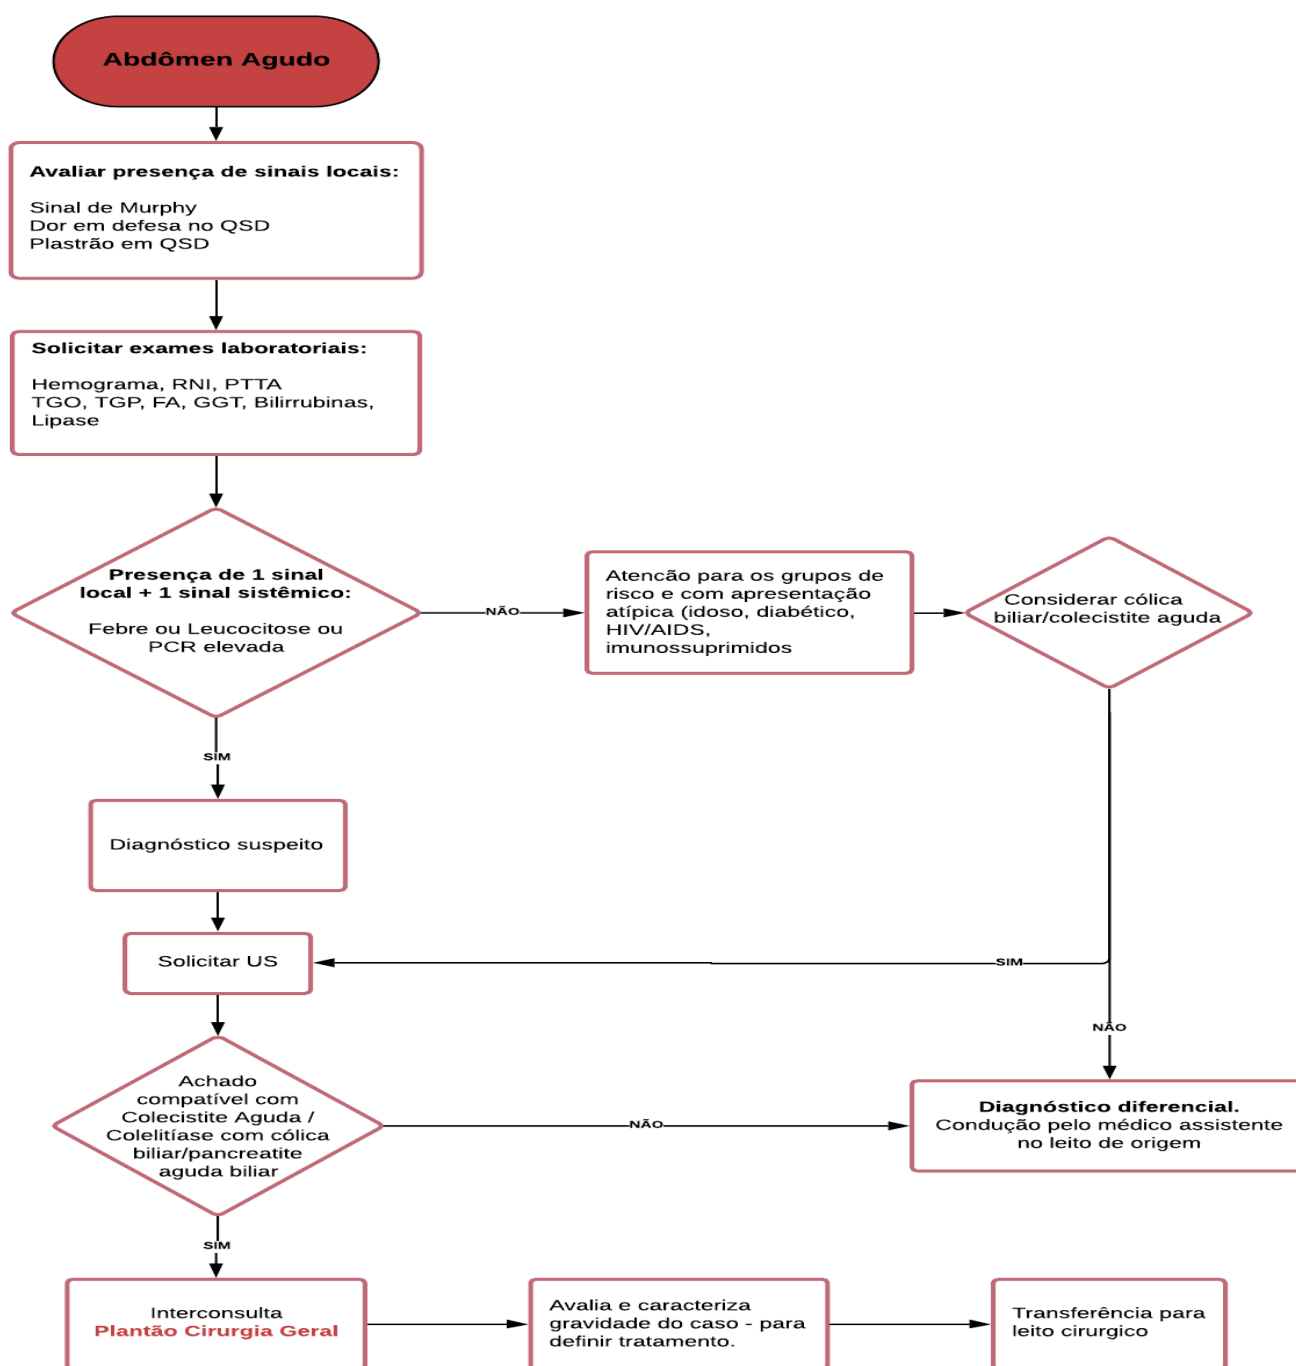 Abdômen Agudo
Avaliar presença de sinais locais:
Sinal de Murphy
Dor em defesa no QSD
Plastrão em QSD
Solicitar exames laboratoriais:
Hemograma, RNI, PTTA
TGO, TGP, FA, GGT, Bilirrubinas,
Lipase
Presença de 1 sinal
local + 1 sinal sistêmico:
Febre ou Leucocitose ou
PCR elevada
NÃO
Atencão para os grupos de
risco e com apresentação
atípica (idoso, diabético,
HIV/AIDS,
imunossuprimidos
Considerar cólica
biliar/colecistite aguda
SIM
Diagnóstico suspeito
Solicitar US
SIM
NÃO
Achado
compatível com
Colecistite Aguda /
Colelitíase com cólica
biliar/pancreatite
aguda biliar
NÃO
Diagnóstico diferencial.
Condução pelo médico assistente
no leito de origem
SIM
Interconsulta
Plantão Cirurgia Geral
Avalia e caracteriza
gravidade do caso - para
definir tratamento.
Transferência para
leito cirurgico